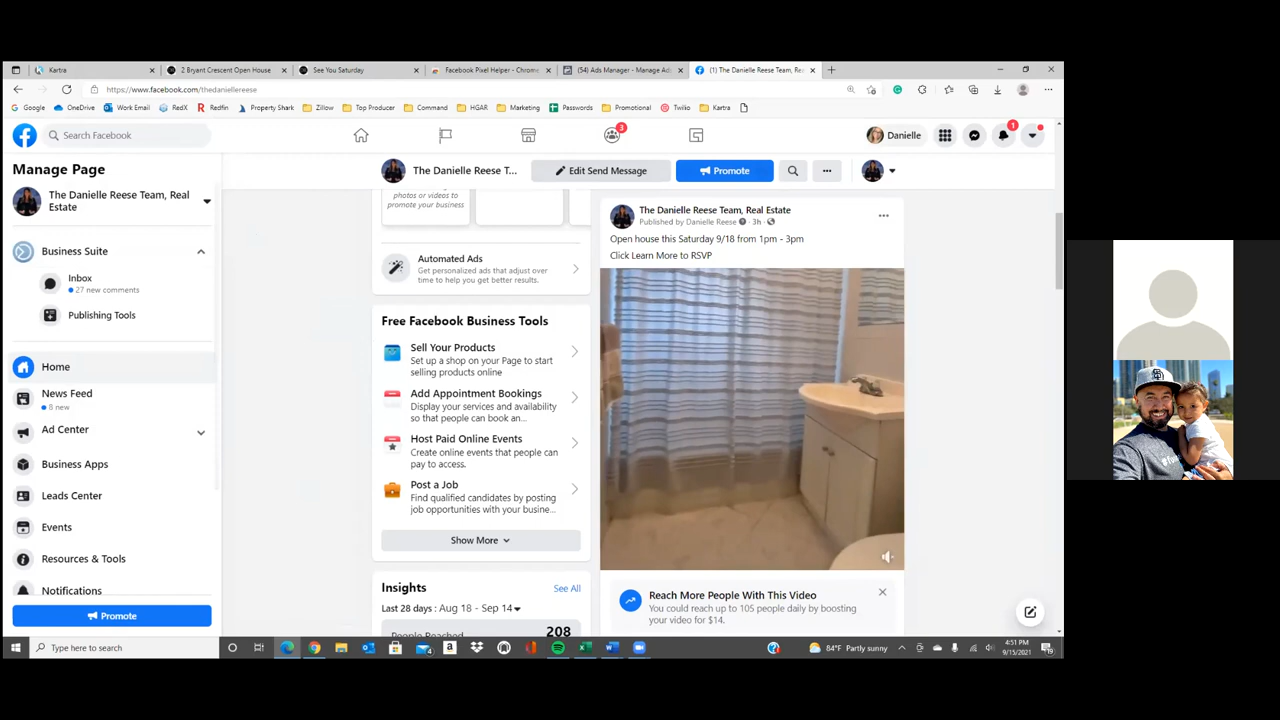 Kartra
2 Bryant Crescent Open House
See You Saturday
Facebook Pixel Helper - Chrome
(54) Ads Manager - Manage Ads
(1) The Danielle Reese Team, Rea
https://www.facebook.com/thedaniellereese
Google
OneDrive
Work Email
RedX
Redfin
Property Shark
Zillow
Top Producer
Command
HGAR
Marketing
Passwords
Promotional
Twilio
Kartra
Search Facebook
3
Danielle
1
Manage Page
The Danielle Reese Team, Real
Estate
Business Suite
Inbox
27 new comments
Publishing Tools
Home
News Feed
8 new
Ad Center
Business Apps
Leads Center
Events
Resources & Tools
Notifications
Promote
The Danielle Reese T...
Edit Send Message
Promote
photos or videos to
promote your business
Automated Ads
Get personalized ads that adjust over
time to help you get better results.
Free Facebook Business Tools
Sell Your Products
Set up a shop on your Page to start
selling products online
Add Appointment Bookings
Display your services and availability
so that people can book an...
Host Paid Online Events
Create online events that people can
pay to access.
Post a Job
Find qualified candidates by posting
job opportunities with your busine...
Show More
Insights
See All
Last 28 days : Aug 18 - Sep 14
People Reached
208
The Danielle Reese Team, Real Estate
Published by Danielle Reese · 3h ·
Open house this Saturday 9/18 from 1pm - 3pm
Click Learn More to RSVP
Reach More People With This Video
You could reach up to 105 people daily by boosting
your video for $14.
Type here to search
84°F Partly sunny
4:51 PM
9/15/2021